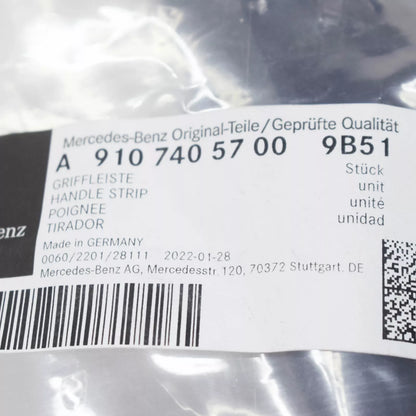 Mercedes-Benz Original-Teile/Geprüfte Qualität
A 910 740 57 00 9B51
GRIFFLEISTE Stück
HANDLE STRIP unit
POIGNEE unité
TIRADOR unidad
enz
Made in GERMANY
0060/2201/28111 2022-01-28
Mercedes-Benz AG, Mercedesstr. 120, 70372 Stuttgart. DE